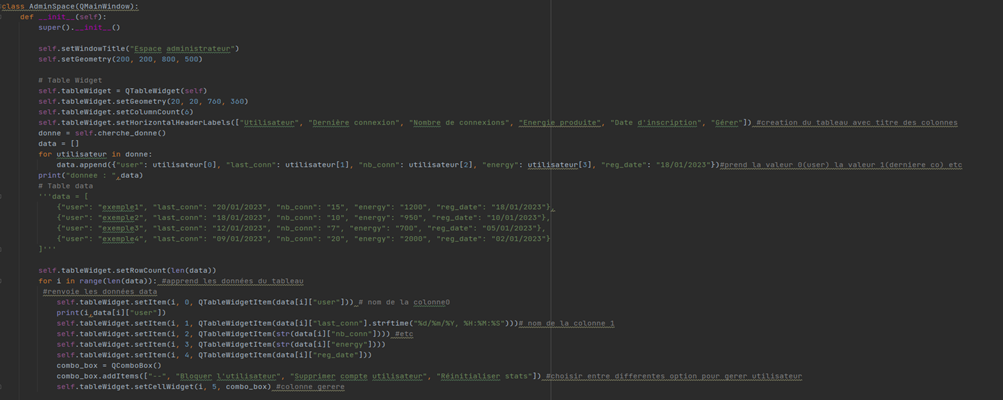 class AdminSpace(QMainWindow):
def __init__(self):
super().__init__()
self.setWindowTitle("Espace administrateur")
self.setGeometry(200, 200, 800, 500)
# Table Widget
self.tableWidget = QTableWidget(self)
self.tableWidget.setGeometry(20, 20, 760, 360)
self.tableWidget.setColumnCount(6)
self.tableWidget.setHorizontalHeaderLabels(["Utilisateur", "Dernière connexion", "Nombre de connexions", "Energie produite", "Date d'inscription", "Gérer"]) #creation du tableau avec titre des colonnes
donne = self.cherche_donne()
data = []
for utilisateur in donne:
data.append({"user": utilisateur[0], "last_conn": utilisateur[1], "nb_conn": utilisateur[2], "energy": utilisateur[3], "reg_date": "18/01/2023"})#prend la valeur 0(user) la valeur 1(derniere co) etc
print("donnee : ",data)
# Table data
'''data = [
{"user": "exemple1", "last_conn": "20/01/2023", "nb_conn": "15", "energy": "1200", "reg_date": "18/01/2023"},
{"user": "exemple2", "last_conn": "18/01/2023", "nb_conn": "10", "energy": "950", "reg_date": "10/01/2023"},
{"user": "exemple3", "last_conn": "12/01/2023", "nb_conn": "7", "energy": "700", "reg_date": "05/01/2023"},
{"user": "exemple4", "last_conn": "09/01/2023", "nb_conn": "20", "energy": "2000", "reg_date": "02/01/2023"}
]'''
self.tableWidget.setRowCount(len(data))
for i in range(len(data)): #apprend les données du tableau
#renvoie les données data
self.tableWidget.setItem(i, 0, QTableWidgetItem(data[i]["user"])) # nom de la colonne0
print(i,data[i]["user"])
self.tableWidget.setItem(i, 1, QTableWidgetItem(data[i]["last_conn"].strftime("%d/%m/%Y, %H:%M:%S")))# nom de la colonne 1
self.tableWidget.setItem(i, 2, QTableWidgetItem(str(data[i]["nb_conn"]))) #etc
self.tableWidget.setItem(i, 3, QTableWidgetItem(str(data[i]["energy"])))
self.tableWidget.setItem(i, 4, QTableWidgetItem(data[i]["reg_date"]))
combo_box = QComboBox()
combo_box.addItems(["--", "Bloquer l'utilisateur", "Supprimer compte utilisateur", "Réinitialiser stats"]) #choisir entre differentes option pour gerer utilisateur
self.tableWidget.setCellWidget(i, 5, combo_box) #colonne gerere